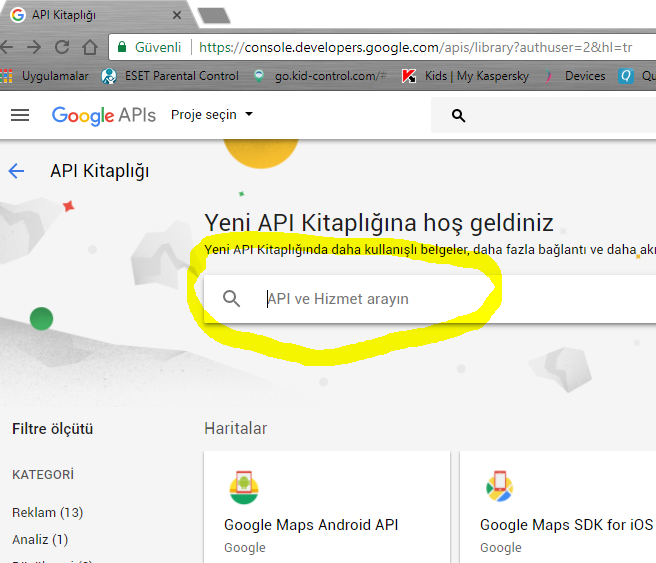 API Kitaplığı
Güvenli https://console.developers.google.com/apis/library?authuser=2&hl=tr
Uygulamalar ESET Parental Control go.kid-control.com/# Kids | My Kaspersky Devices
Google APIs Proje seçin
API Kitaplığı
Yeni API Kitaplığına hoş geldiniz
Yeni API Kitaplığında daha kullanışlı belgeler, daha fazla bağlantı ve daha
API ve Hizmet arayın
Filtre ölçütü Haritalar
KATEGORİ
Reklam (13)
Analiz (1)
Google Maps Android API
Google
Google Maps SDK for iOS
Google